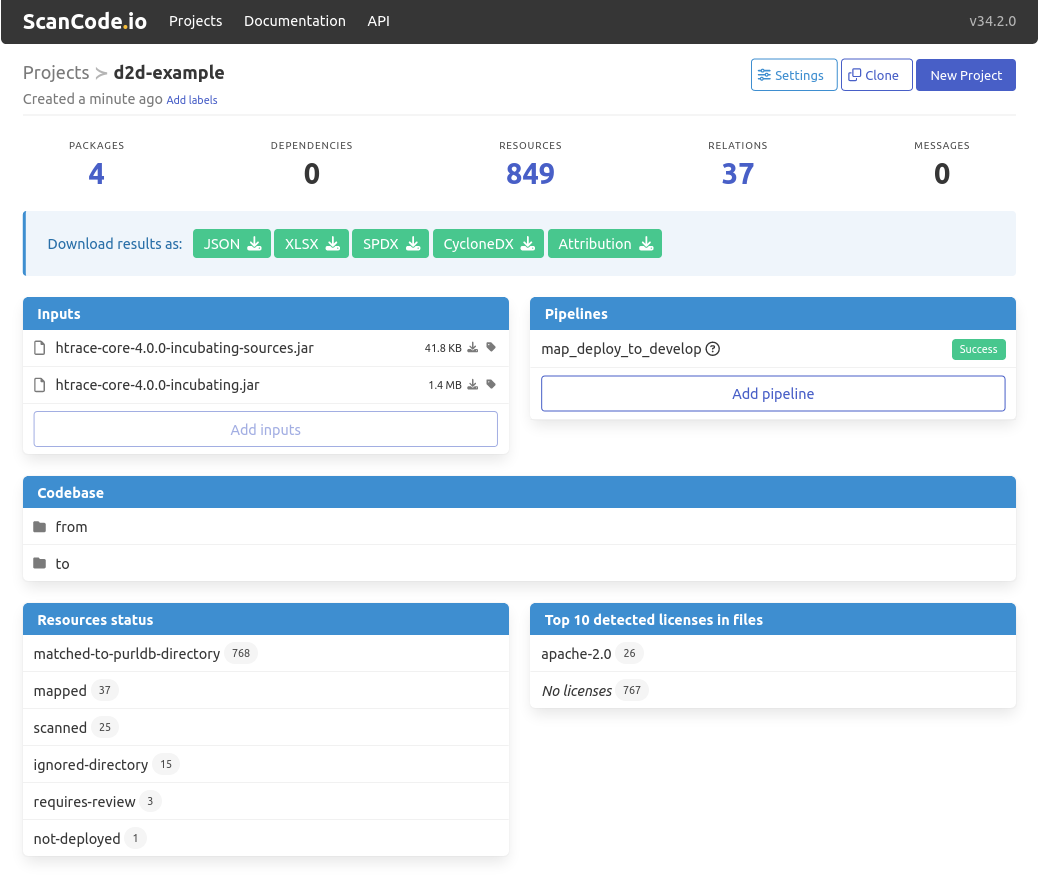 ScanCode.io Projects Documentation API v34.2.0
Projects ≻ d2d-example
Settings Clone New Project
Created a minute ago Add labels
PACKAGES DEPENDENCIES RESOURCES RELATIONS MESSAGES
4 0 849 37 0
Download results as: JSON XLSX SPDX CycloneDX Attribution
Inputs
htrace-core-4.0.0-incubating-sources.jar 41.8 KB
htrace-core-4.0.0-incubating.jar 1.4 MB
Add inputs
Pipelines
map_deploy_to_develop Success
Add pipeline
Codebase
from
to
Resources status
matched-to-purldb-directory 768
mapped 37
scanned 25
ignored-directory 15
requires-review 3
not-deployed 1
Top 10 detected licenses in files
apache-2.0 26
No licenses 767